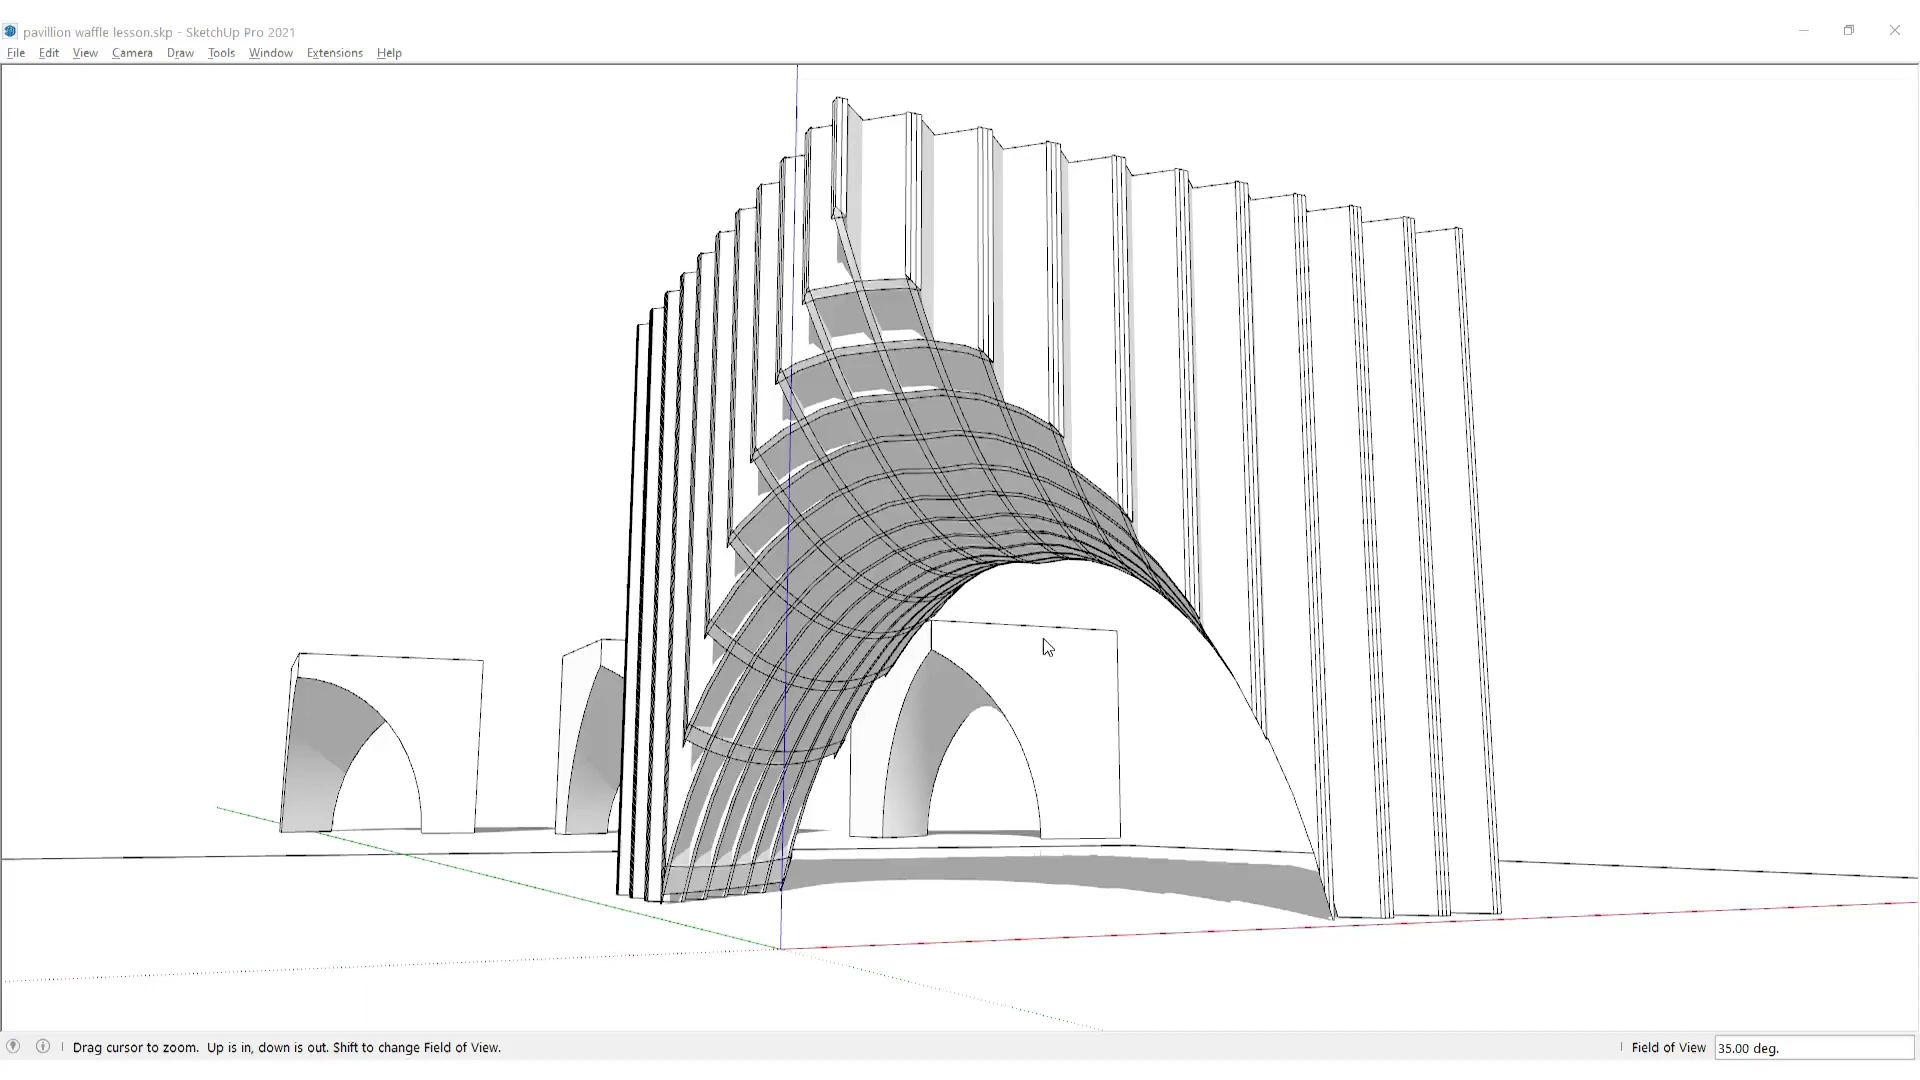 pavillion waffle lesson.skp - SketchUp Pro 2021
File Edit View Camera Draw Tools Window Extensions Help
Drag cursor to zoom. Up is in, down is out. Shift to change Field of View. Field of View 35.00 deg.